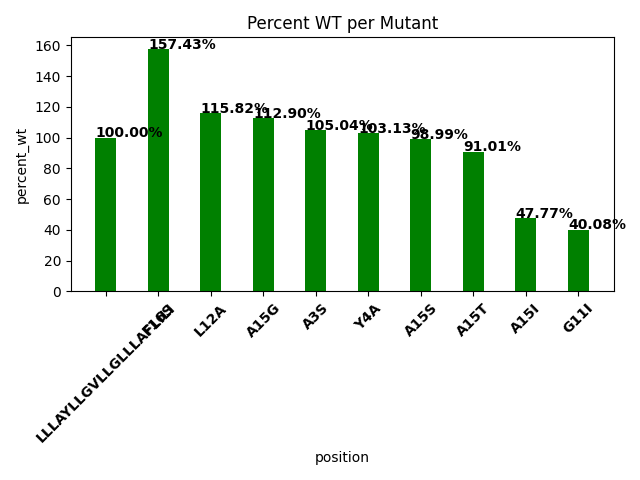 Percent WT per Mutant
percent_wt
160
140
120
100
80
60
40
20
0
100.00%
157.43%
115.82%
112.90%
105.04%
103.13%
98.99%
91.01%
47.77%
40.08%
L12A
A15G
A3S
Y4A
A15S
A15T
A15I
G11I
position